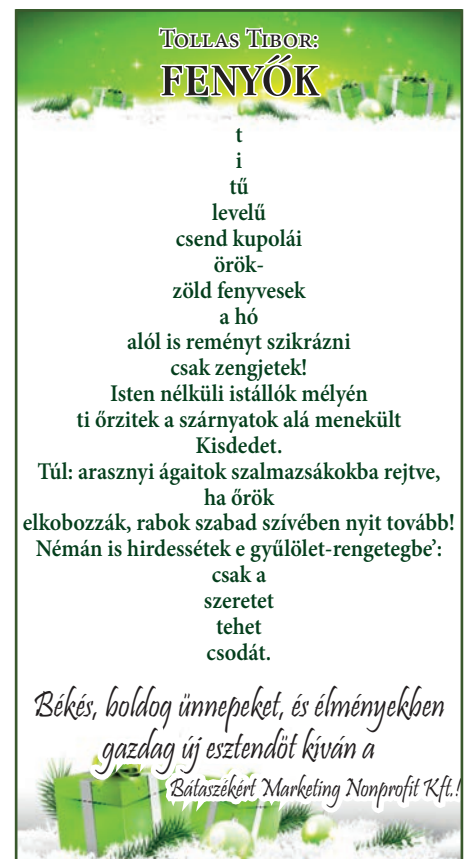 Tollas Tibor:
FENYŐK
t
i
tű
levelű
csend kupolái
örök-
zöld fenyvesek
a hó
alól is reményt szikrázni
csak zengjetek!
Isten nélküli istállók mélyén
ti őrzitek a szárnyatok alá menekült
Kisdedet.
Túl: arasznyi ágaitok szalmazsákokba rejtve,
ha őrök
elkobozzák, rabok szabad szívében nyit tovább!
Némán is hirdessétek e gyűlölet-rengetegbe’:
csak a
szeretet
tehet
csodát.
Békés, boldog ünnepeket, és élményekben
gazdag új esztendőt kíván a
Bátaszékért Marketing Nonprofit Kft.!